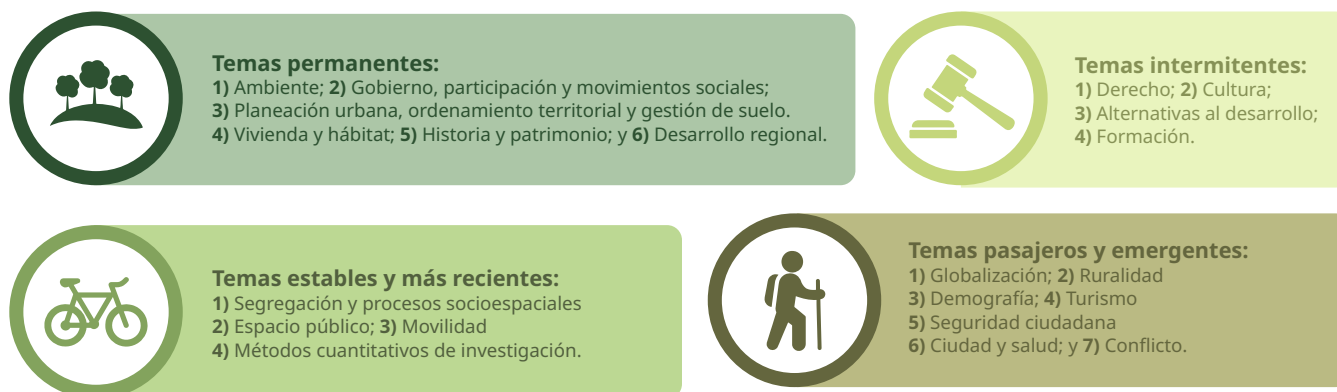 Temas permanentes:
1) Ambiente; 2) Gobierno, participación y movimientos sociales;
3) Planeación urbana, ordenamiento territorial y gestión de suelo.
4) Vivienda y hábitat; 5) Historia y patrimonio; y 6) Desarrollo regional.
Temas intermitentes:
1) Derecho; 2) Cultura;
3) Alternativas al desarrollo;
4) Formación.
Temas estables y más recientes:
1) Segregación y procesos socioespaciales
2) Espacio público; 3) Movilidad
4) Métodos cuantitativos de investigación.
Temas pasajeros y emergentes:
1) Globalización; 2) Ruralidad
3) Demografía; 4) Turismo
5) Seguridad ciudadana
6) Ciudad y salud; y 7) Conflicto.